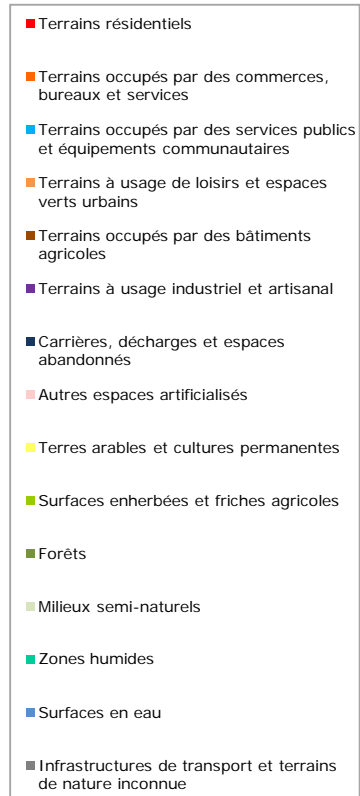 Terrains résidentiels
Terrains occupés par des commerces,
bureaux et services
Terrains occupés par des services publics
et équipements communautaires
Terrains à usage de loisirs et espaces
verts urbains
Terrains occupés par des bâtiments
agricoles
Terrains à usage industriel et artisanal
Carrières, décharges et espaces
abandonnés
Autres espaces artificialisés
Terres arables et cultures permanentes
Surfaces enherbées et friches agricoles
Forêts
Milieux semi-naturels
Zones humides
Surfaces en eau
Infrastructures de transport et terrains
de nature inconnue